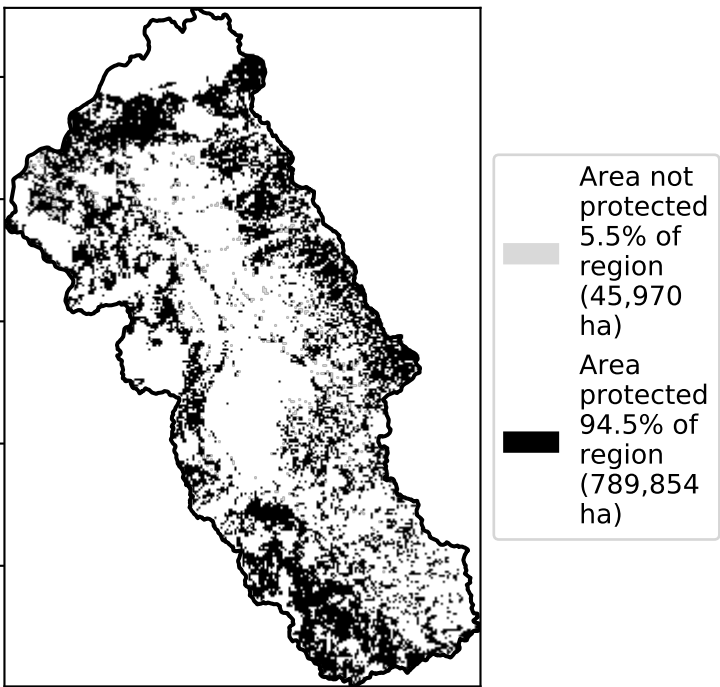 Area not
protected
5.5% of
region
(45,970
ha)
Area
protected
94.5% of
region
(789,854
ha)